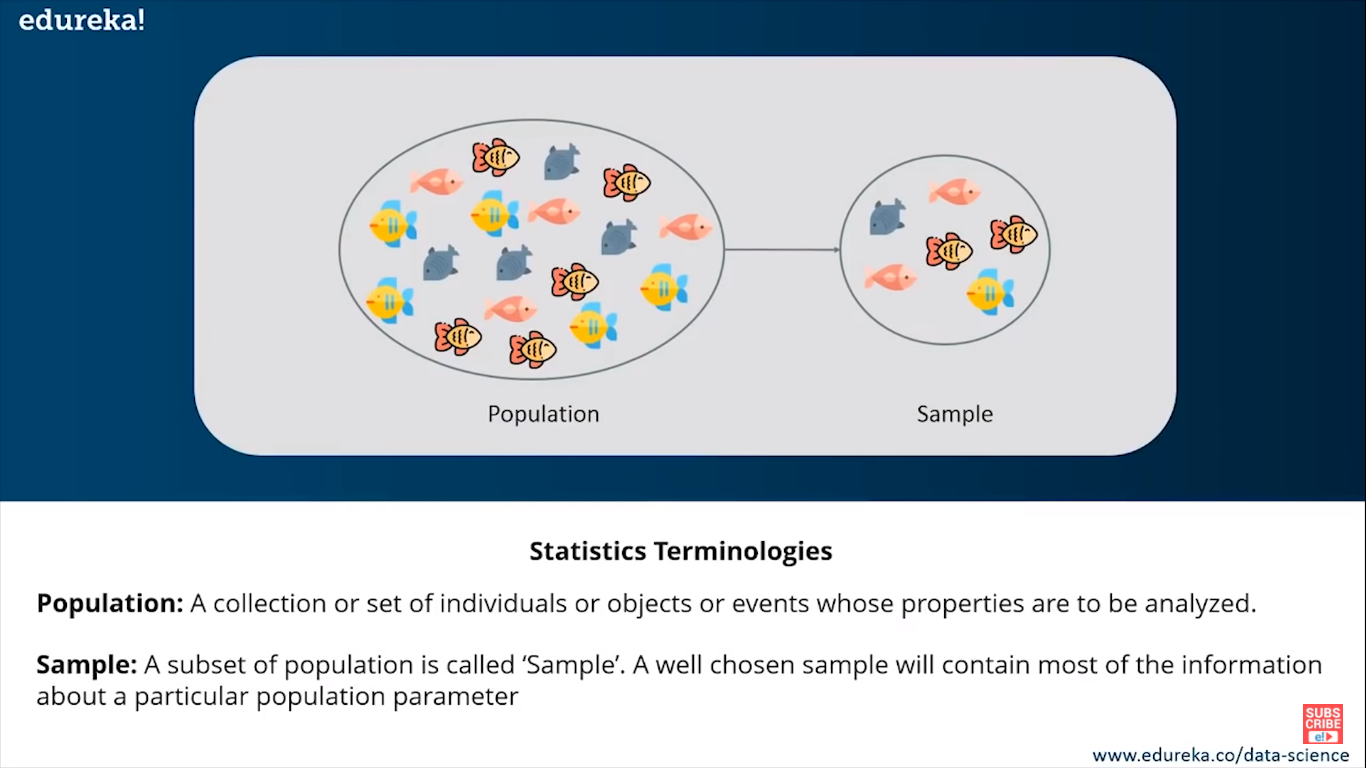 edureka!
Population
Sample
Statistics Terminologies
Population: A collection or set of individuals or objects or events whose properties are to be analyzed.
Sample: A subset of population is called ‘Sample’. A well chosen sample will contain most of the information
about a particular population parameter
SUBS
CRIBE
e!
www.edureka.co/data-science